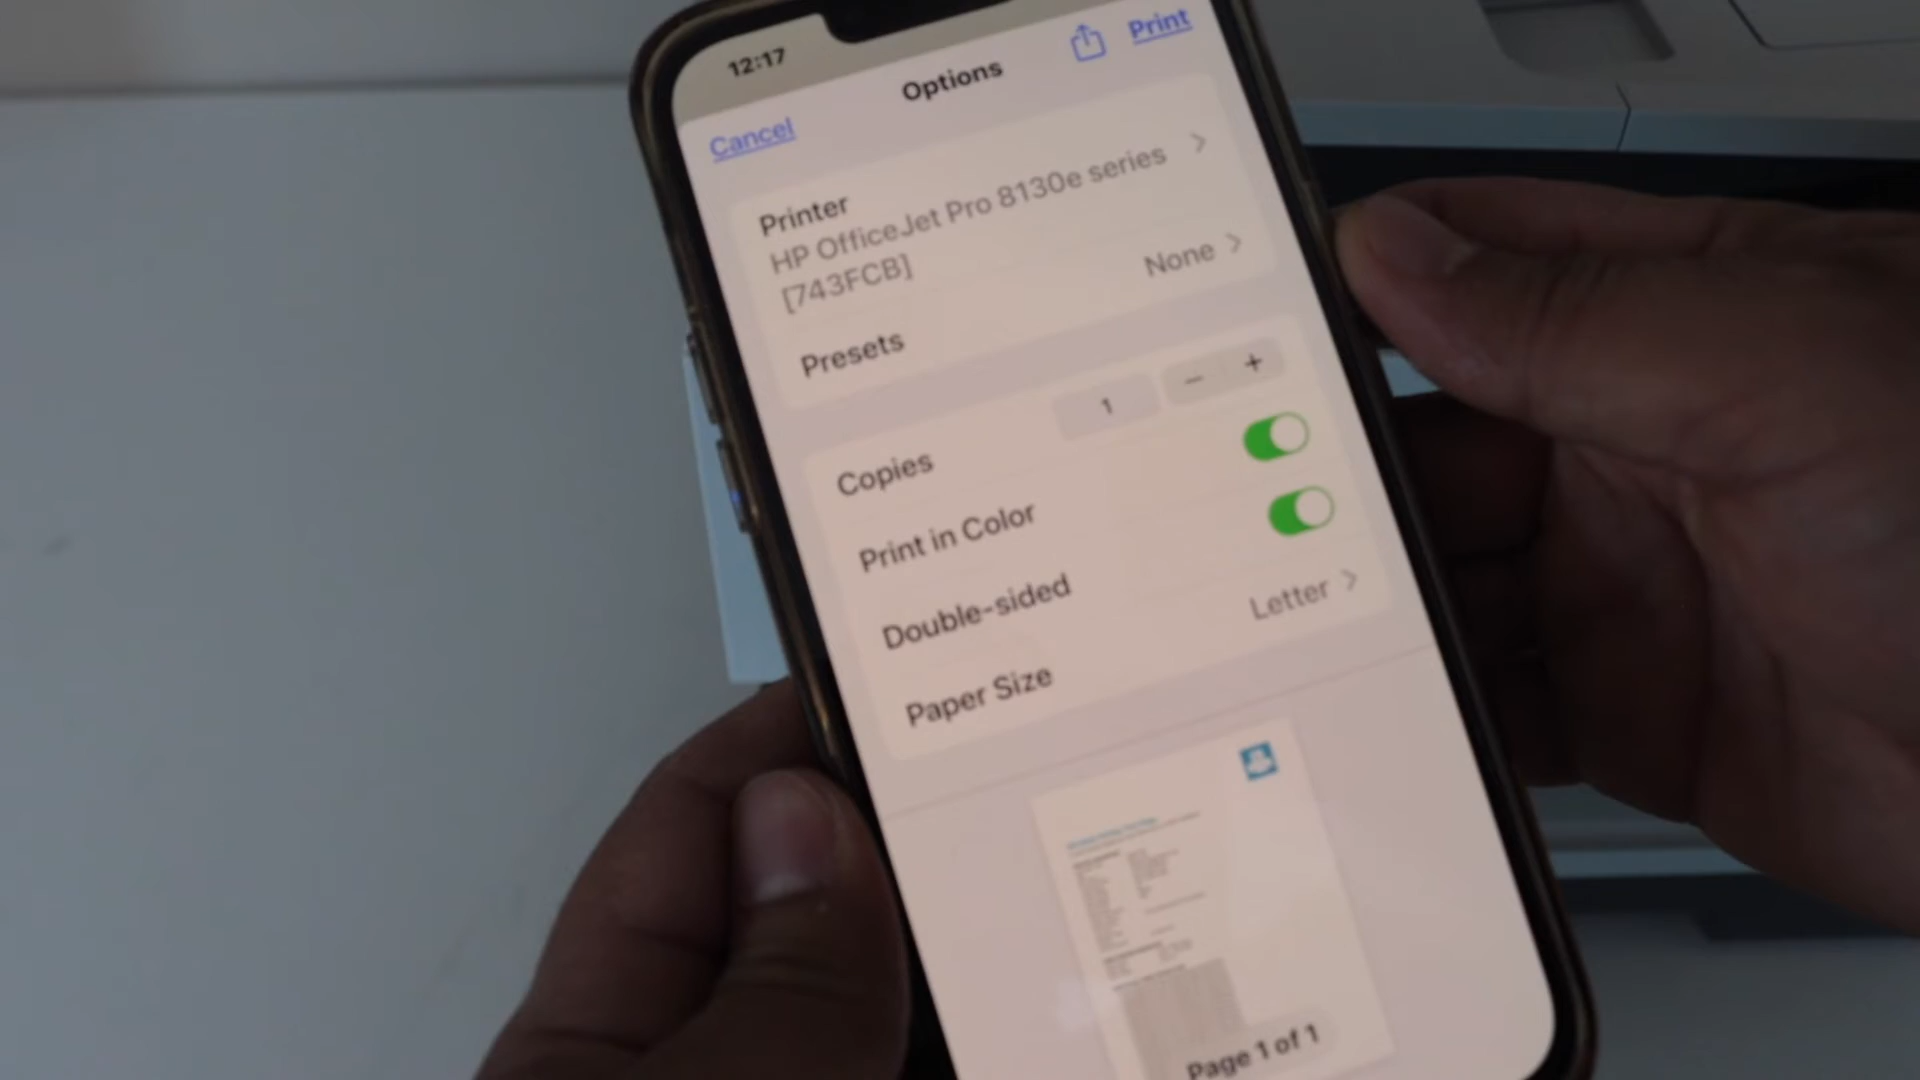 12:17
Print
Options
Cancel
Printer
HP OfficeJet Pro 8130e series
[743FCB]
Presets
None
Copies
1
Print in Color
Double-sided
Paper Size
Letter
Page 1 of 1